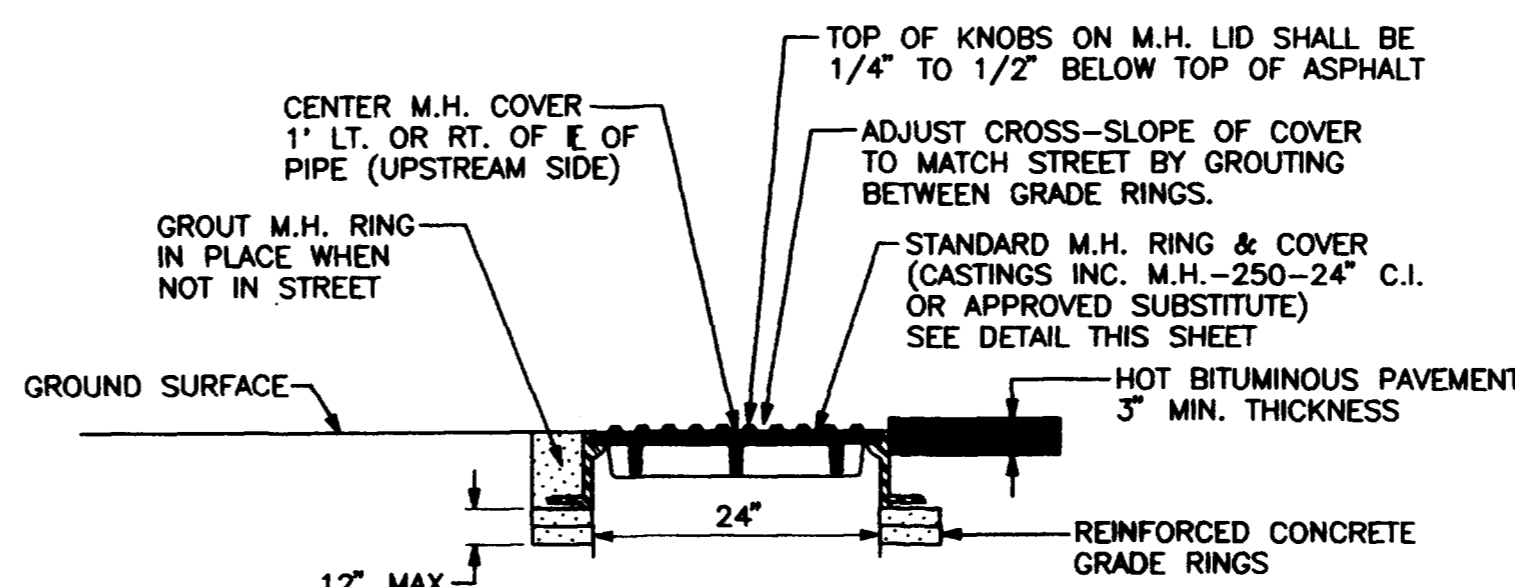 TOP OF KNOBS ON M.H. LID SHALL BE
1/4" TO 1/2" BELOW TOP OF ASPHALT
CENTER M.H. COVER
1' LT. OR RT. OF ℄ OF
PIPE (UPSTREAM SIDE)
ADJUST CROSS-SLOPE OF COVER
TO MATCH STREET BY GROUTING
BETWEEN GRADE RINGS.
GROUT M.H. RING
IN PLACE WHEN
NOT IN STREET
STANDARD M.H. RING & COVER
(CASTINGS INC. M.H.-250-24" C.I.
OR APPROVED SUBSTITUTE)
SEE DETAIL THIS SHEET
GROUND SURFACE
HOT BITUMINOUS PAVEMENT
3" MIN. THICKNESS
24"
REINFORCED CONCRETE
GRADE RINGS
12" MAX